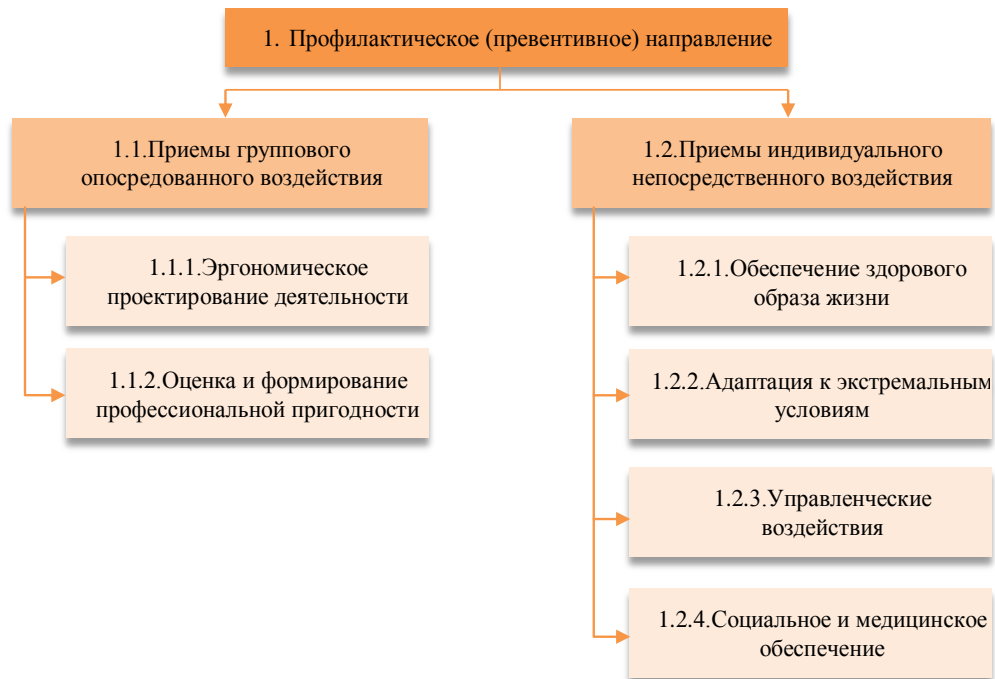 1. Профилактическое (превентивное) направление
1.1.Приемы группового
опосредованного воздействия
1.1.1.Эргономическое
проектирование деятельности
1.1.2.Оценка и формирование
профессиональной пригодности
1.2.Приемы индивидуального
непосредственного воздействия
1.2.1.Обеспечение здорового
образа жизни
1.2.2.Адаптация к экстремальным
условиям
1.2.3.Управленческие
воздействия
1.2.4.Социальное и медицинское
обеспечение